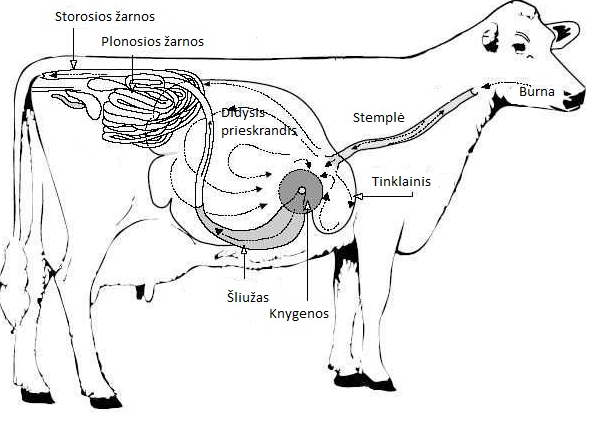 Storosios žarnos
Plonosios žarnos
Burna
Didysis
prieskrandis
Stemplė
Tinklainis
Šliužas
Knygenos